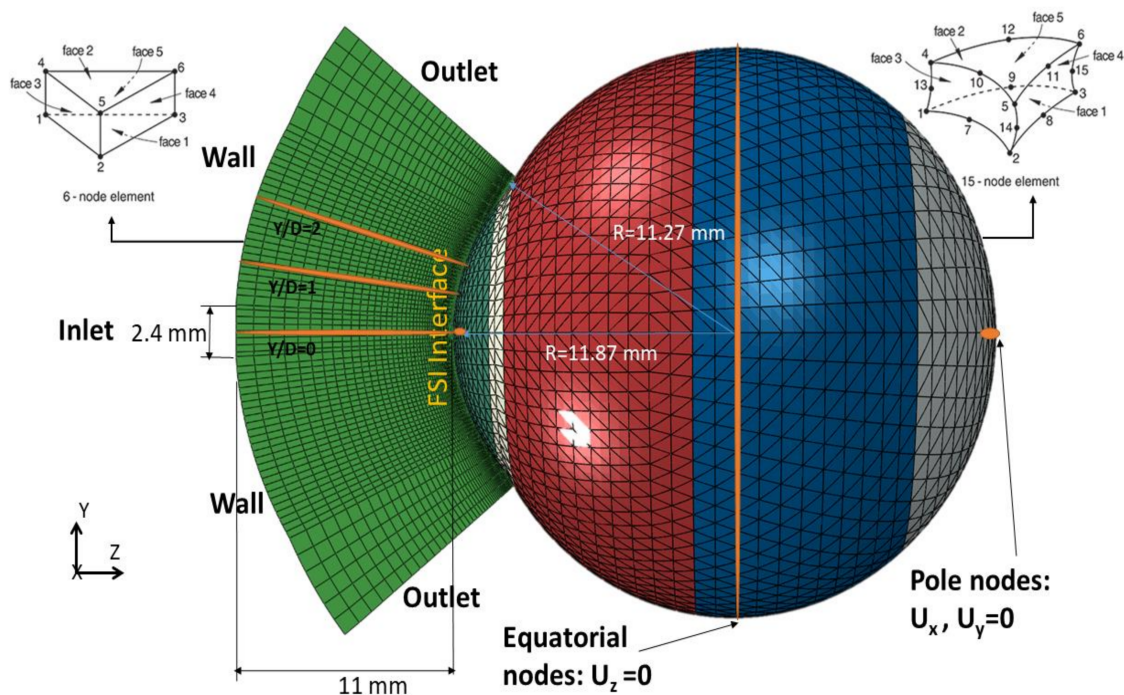 face 2
face 5
4
6
face 3
face 4
5
1
3
face 1
2
6 - node element
Outlet
Wall
Y/D=2
Y/D=1
Y/D=0
Inlet
2.4 mm
FSI Interface
R=11.27 mm
R=11.87 mm
Wall
Outlet
11 mm
Y
Z
X
12
face 5
face 2
6
face 3
4
face 4
11
15
10
9
13
5
3
1
face 1
14
8
7
2
15 - node element
Equatorial
nodes: U_z =0
Pole nodes:
U_x , U_y=0